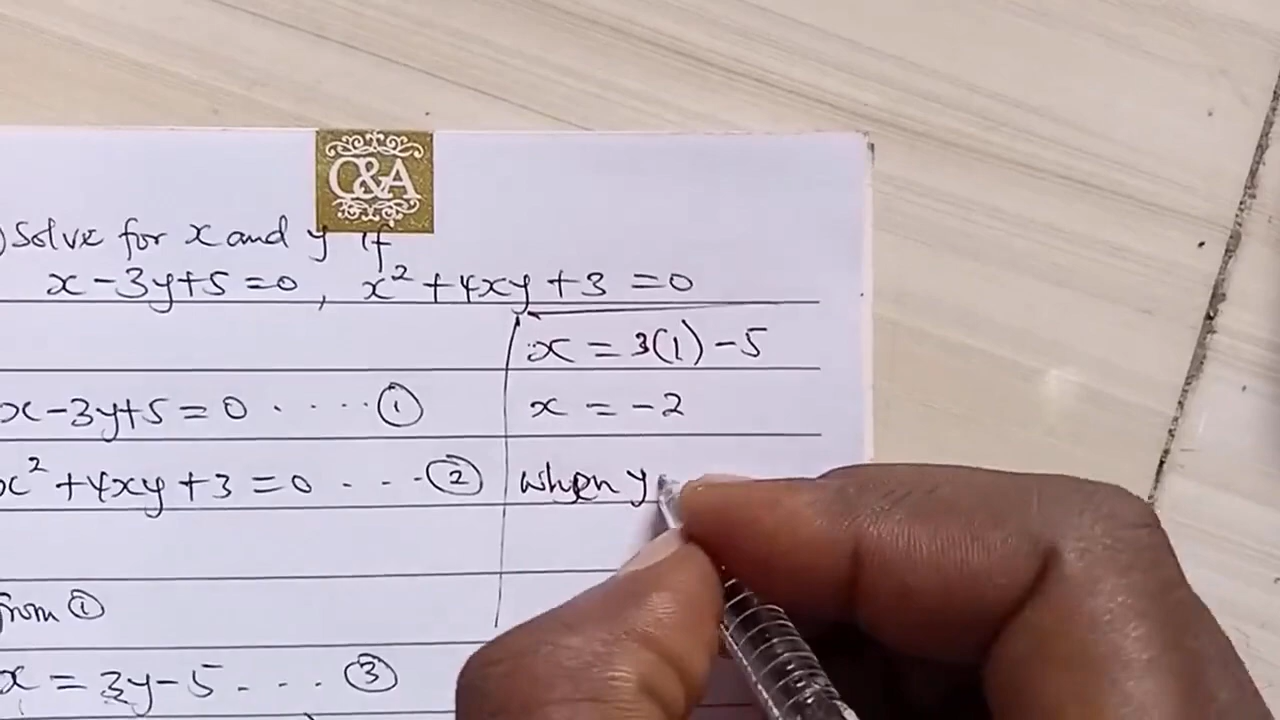 C&A
) Solve for x and y if
x-3y+5=0, x²+4xy+3=0
x-3y+5=0 ..... ①
x²+4xy+3=0 ... ②
from ①
x=3y-5 ... ③
x=3(1)-5
x=-2
when y